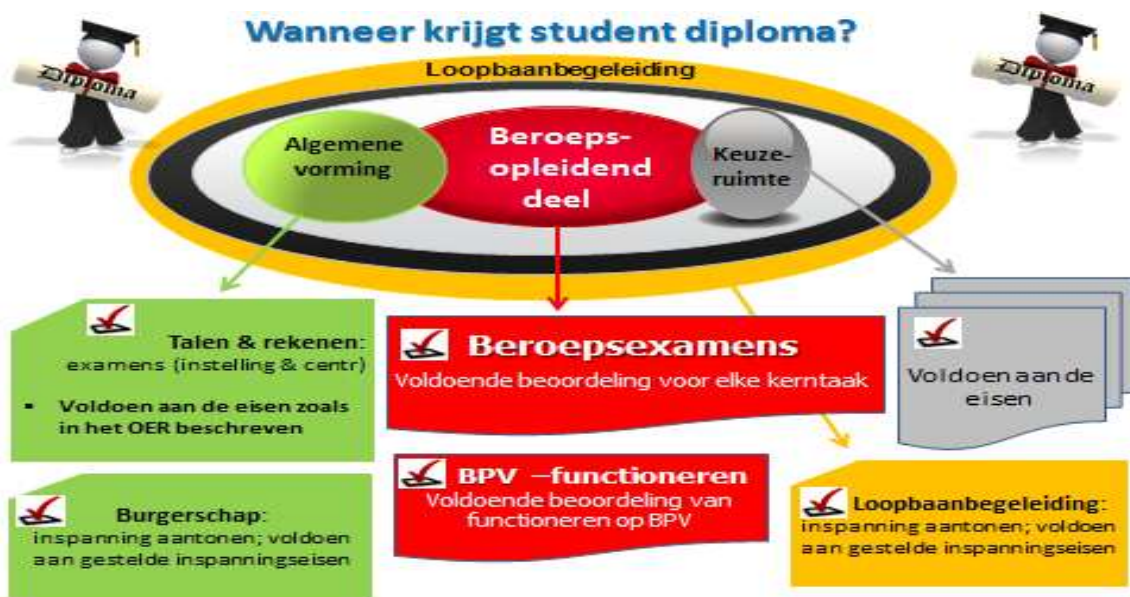 Wanneer krijgt student diploma?
Diploma
Diploma
Loopbaanbegeleiding
Algemene
vorming
Beroeps-
opleidend
deel
Keuze-
ruimte
Talen & rekenen:
examens (instelling & centr)
▪ Voldoen aan de eisen zoals
in het OER beschreven
Beroepsexamens
Voldoende beoordeling voor elke kerntaak
Voldoen aan de
eisen
Burgerschap:
inspanning aantonen; voldoen
aan gestelde inspanningseisen
BPV –functioneren
Voldoende beoordeling van
functioneren op BPV
Loopbaanbegeleiding:
inspanning aantonen; voldoen
aan gestelde inspanningseisen